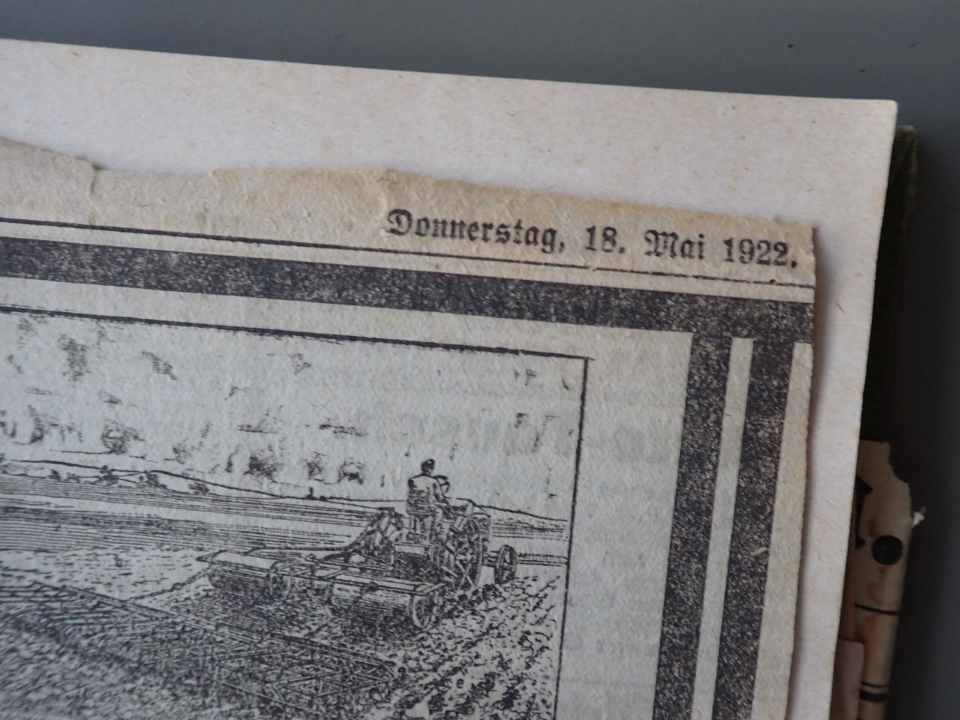 Donnerstag, 18. Mai 1922.